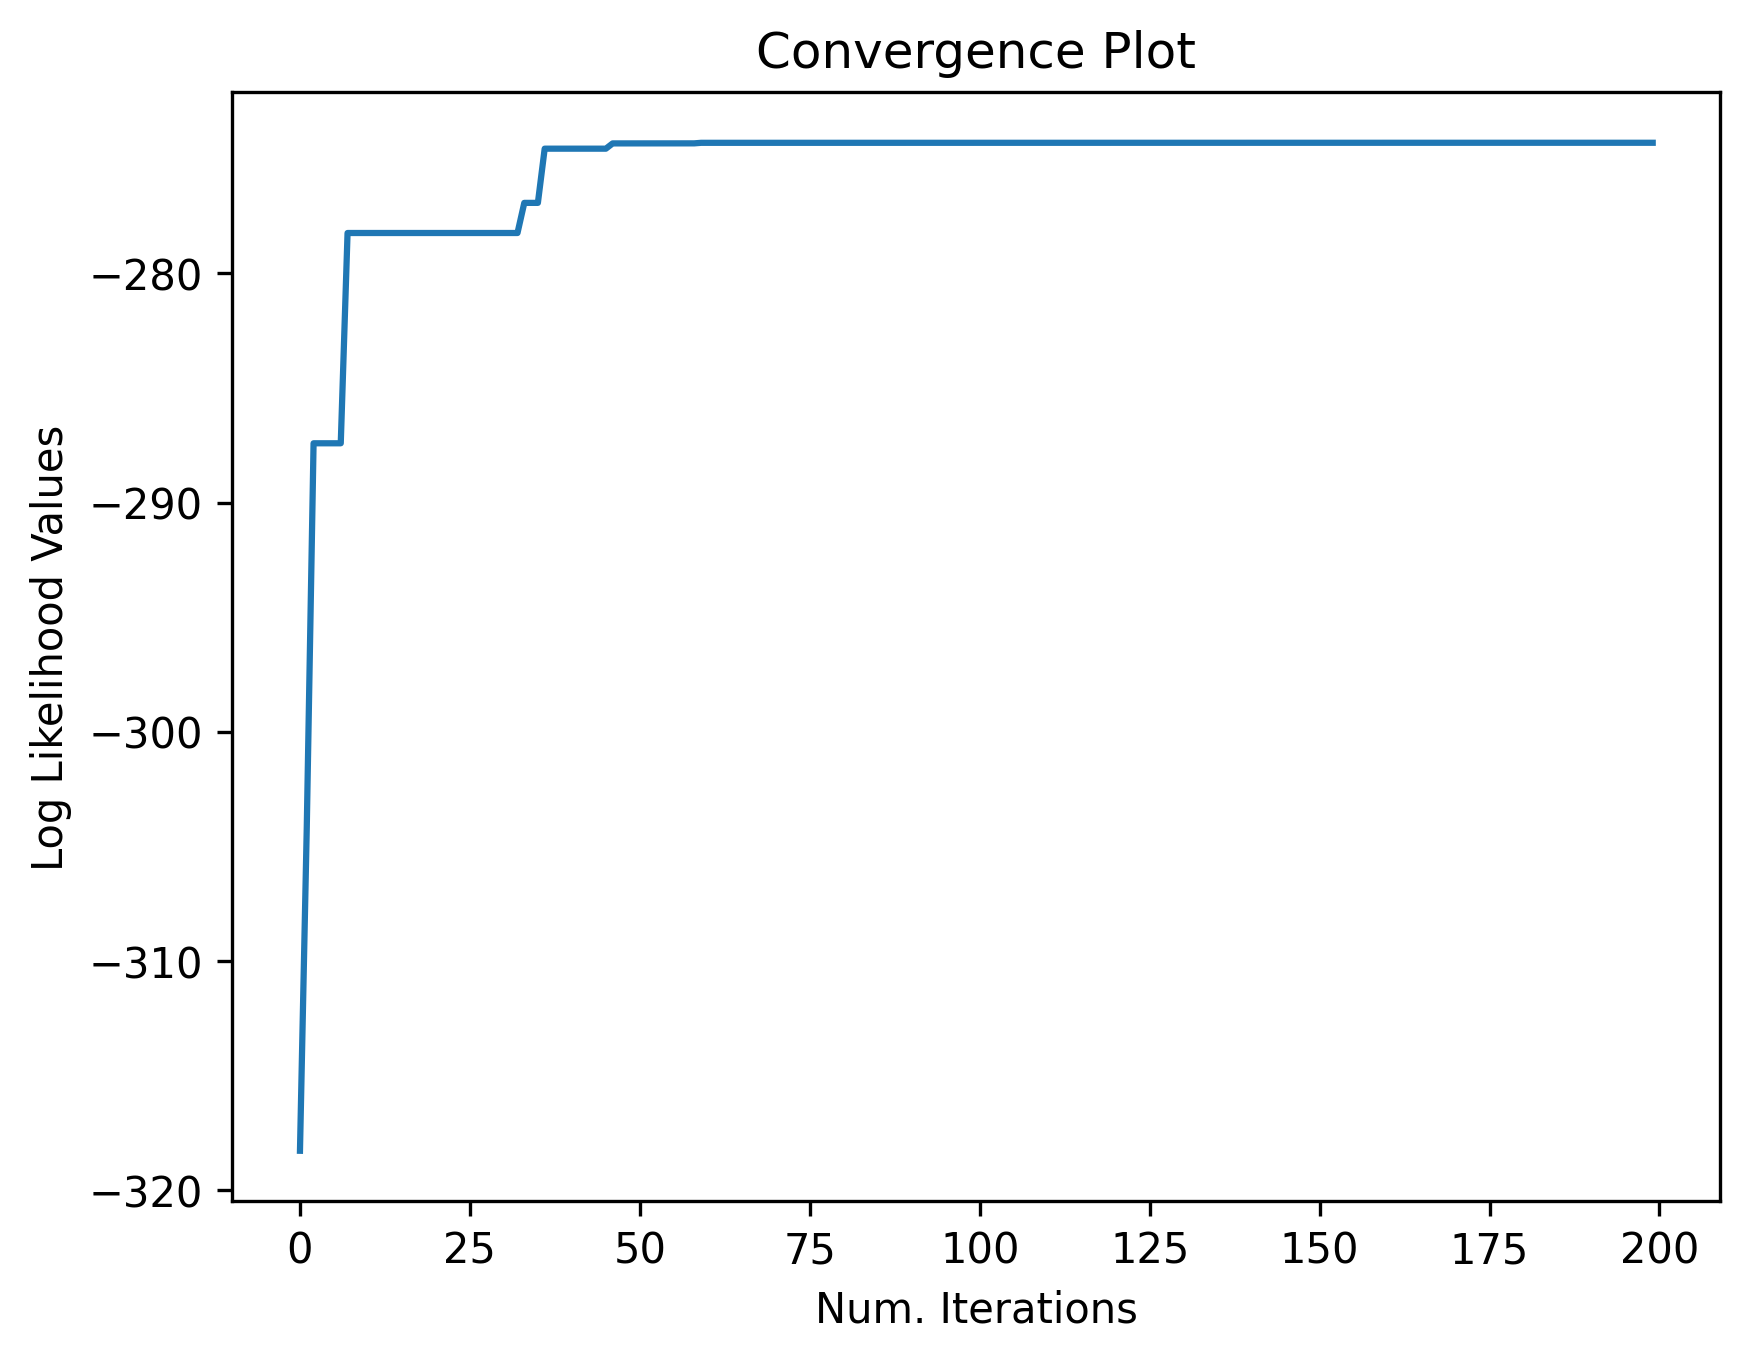 Convergence Plot
Log Likelihood Values
−280
−290
−300
−310
−320
0 25 50 75 100 125 150 175 200
Num. Iterations